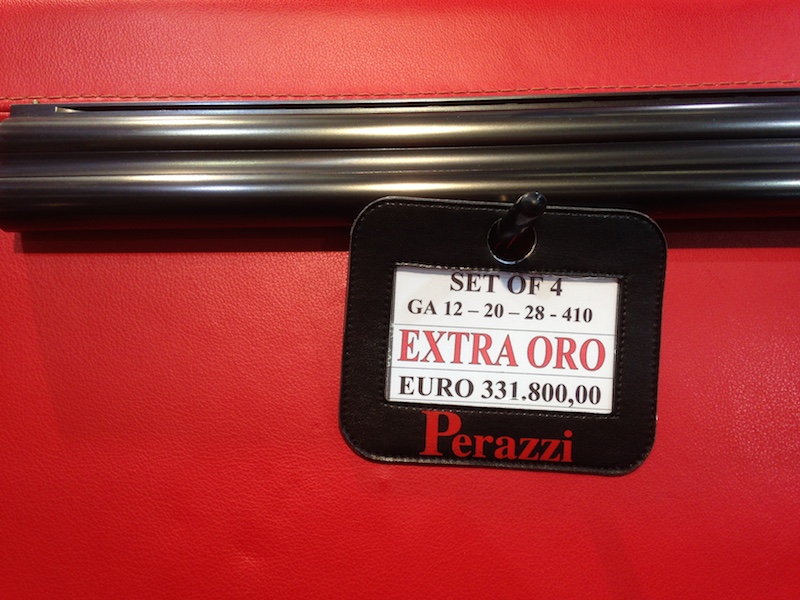 SET OF 4
GA 12 – 20 – 28 - 410
EXTRA ORO
EURO 331.800,00
Perazzi